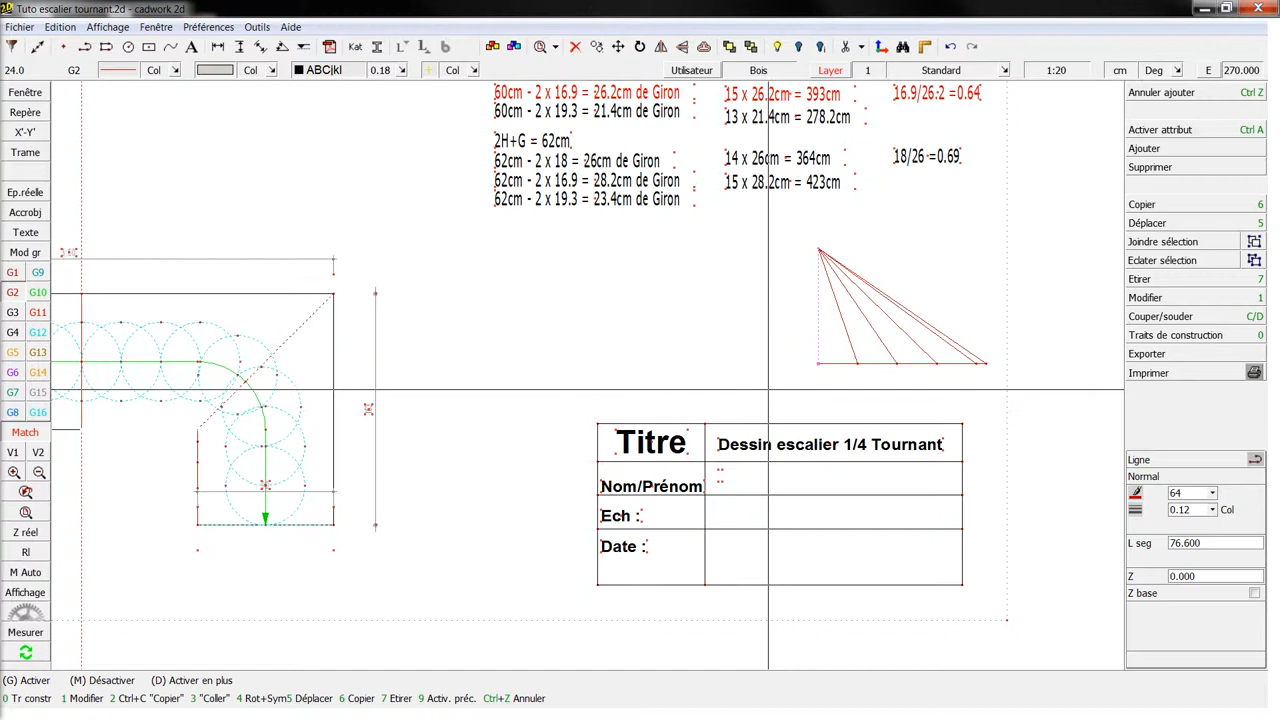 Tuto escalier tournant.2d - cadwork 2d
Fichier Edition Affichage Fenêtre Préférences Outils Aide
Kat
24.0 G2 Col Col ABCjkl 0.18 Col Utilisateur Bois Layer 1 Standard 1:20 cm Deg E 270.000
Fenêtre
Repère
X'-Y'
Trame
Ep.réelle
Accrobj
Texte
Mod gr
G1 G9
G2 G10
G3 G11
G4 G12
G5 G13
G6 G14
G7 G15
G8 G16
Match
V1 V2
Z réel
Rl
M Auto
Affichage
Mesurer
60cm - 2 x 16.9 = 26.2cm de Giron 15 x 26.2cm = 393cm 16.9/26.2 =0.64
60cm - 2 x 19.3 = 21.4cm de Giron 13 x 21.4cm = 278.2cm
2H+G = 62cm
62cm - 2 x 18 = 26cm de Giron 14 x 26cm = 364cm 18/26 =0.69
62cm - 2 x 16.9 = 28.2cm de Giron 15 x 28.2cm = 423cm
62cm - 2 x 19.3 = 23.4cm de Giron
Titre Dessin escalier 1/4 Tournant
Nom/Prénom
Ech :
Date :
Annuler ajouter Ctrl Z
Activer attribut Ctrl A
Ajouter
Supprimer
Copier 6
Déplacer 5
Joindre sélection
Eclater sélection
Etirer 7
Modifier 1
Couper/souder C/D
Traits de construction 0
Exporter
Imprimer
Ligne
Normal
64
0.12 Col
L seg 76.600
Z 0.000
Z base
(G) Activer (M) Désactiver (D) Activer en plus
0 Tr constr 1 Modifier 2 Ctrl+C "Copier" 3 "Coller" 4 Rot+Sym5 Déplacer 6 Copier 7 Etirer 9 Activ. préc. Ctrl+Z Annuler